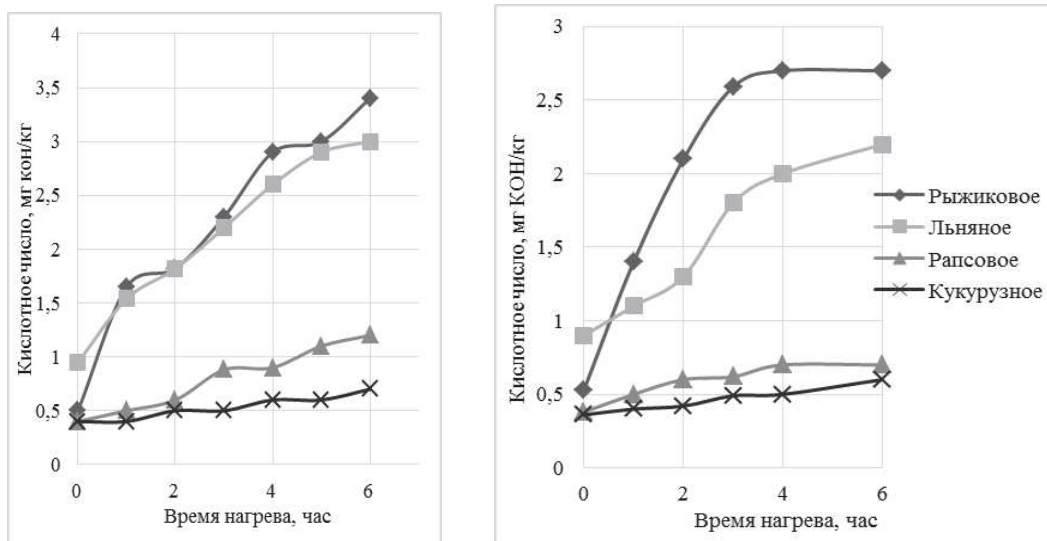 Кислотное число, мг кон/кг
4
3,5
3
2,5
2
1,5
1
0,5
0
0 2 4 6
Время нагрева, час
Кислотное число, мг КОН/кг
3
2,5
2
1,5
1
0,5
0
0 2 4 6
Время нагрева, час
Рыжиковое
Льняное
Рапсовое
Кукурузное